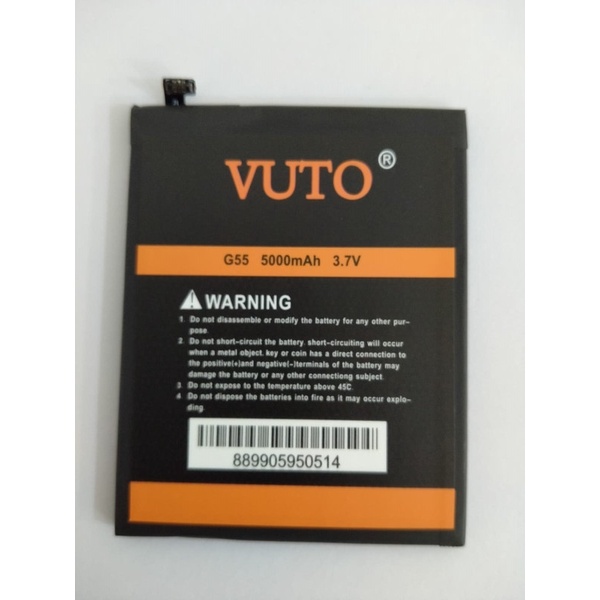 VUTO®
G55 5000mAh 3.7V
WARNING
1. Do not disassemble or modify the battery for any other pur-
pose.
2. Do not short-circuit the battery. short-circuiting will occur
when a metal object. key or coin has a direct connection to
the positive(+)and negative(-)terminals of the battery may
damage the battery or any other connectiong subject.
3. Do not expose to the temperature above 45C.
4. Do not dispose the batteries into fire as it may occur explo-
ding.
889905950514